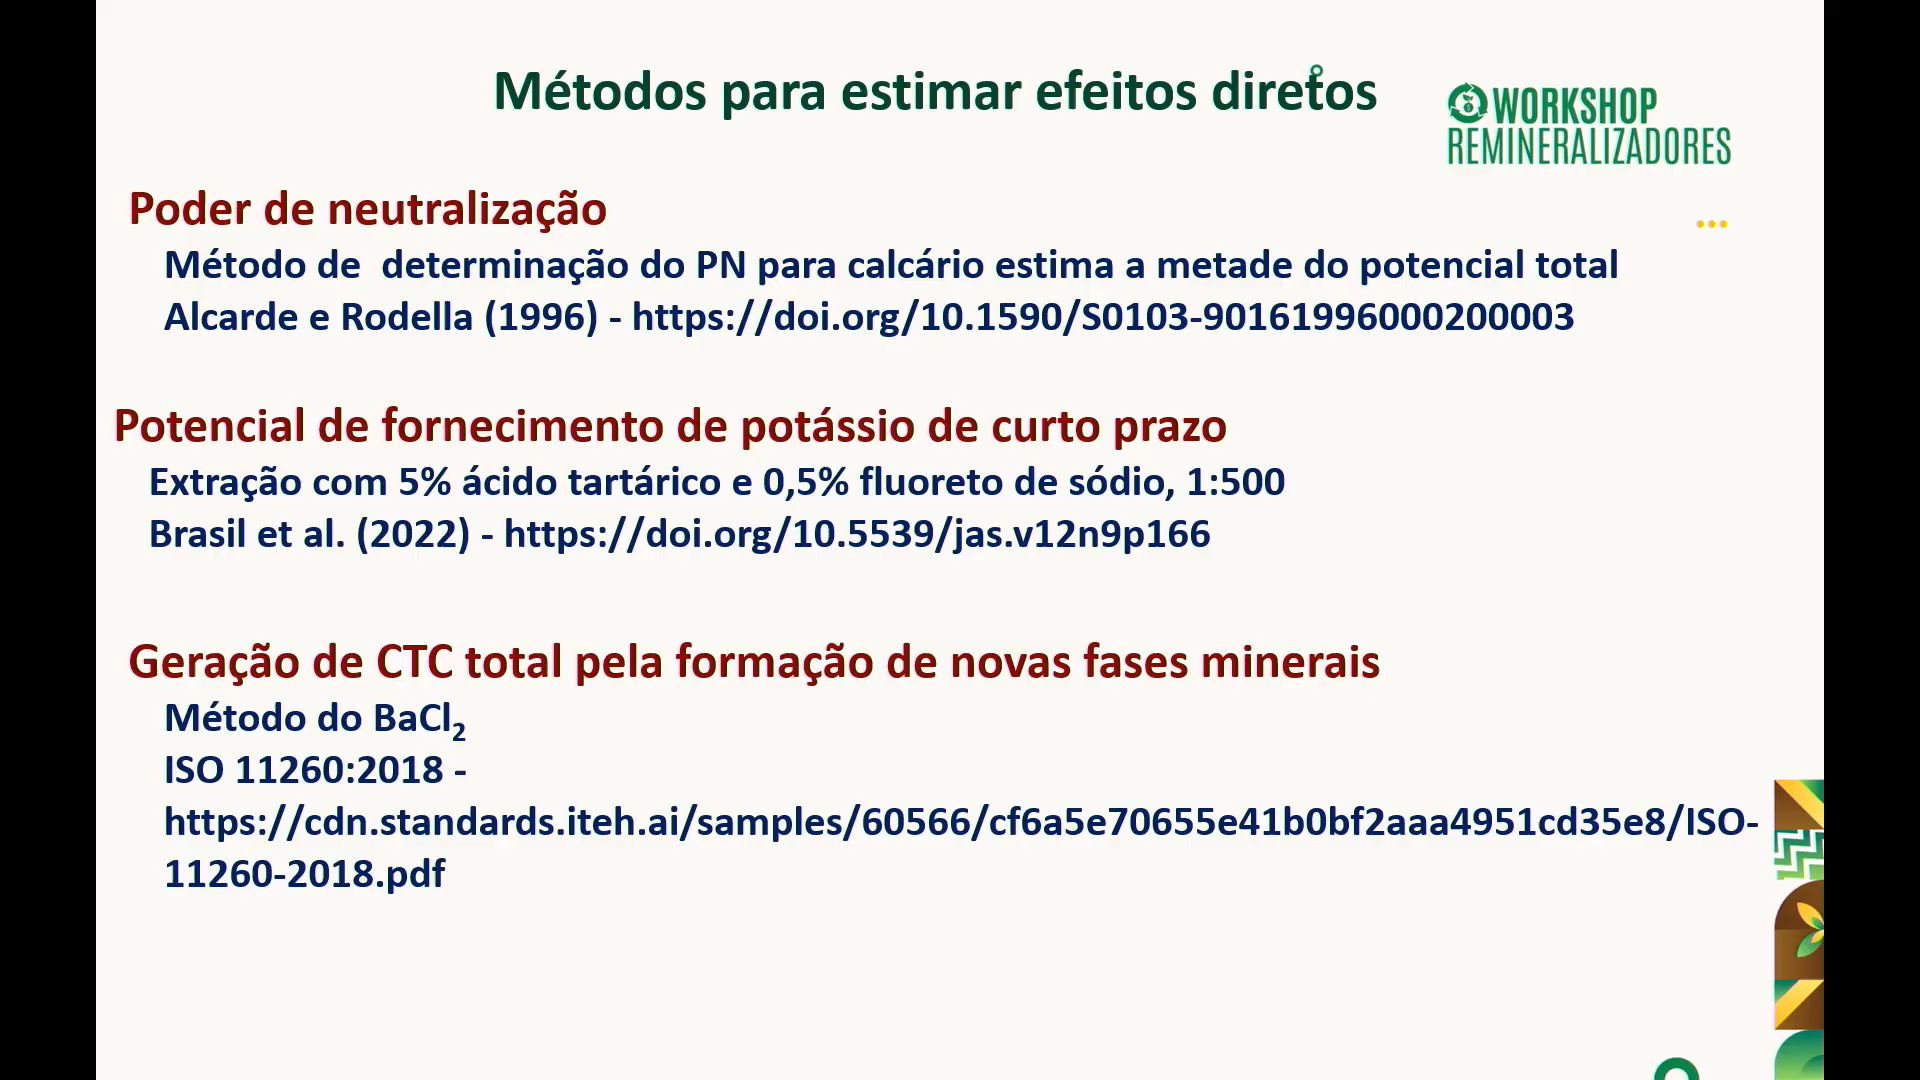 Métodos para estimar efeitos diretos
WORKSHOP
REMINERALIZADORES
Poder de neutralização
...
Método de  determinação do PN para calcário estima a metade do potencial total
Alcarde e Rodella (1996) - https://doi.org/10.1590/S0103-90161996000200003
Potencial de fornecimento de potássio de curto prazo
Extração com 5% ácido tartárico e 0,5% fluoreto de sódio, 1:500
Brasil et al. (2022) - https://doi.org/10.5539/jas.v12n9p166
Geração de CTC total pela formação de novas fases minerais
Método do BaCl₂
ISO 11260:2018 -
https://cdn.standards.iteh.ai/samples/60566/cf6a5e70655e41b0bf2aaa4951cd35e8/ISO-
11260-2018.pdf